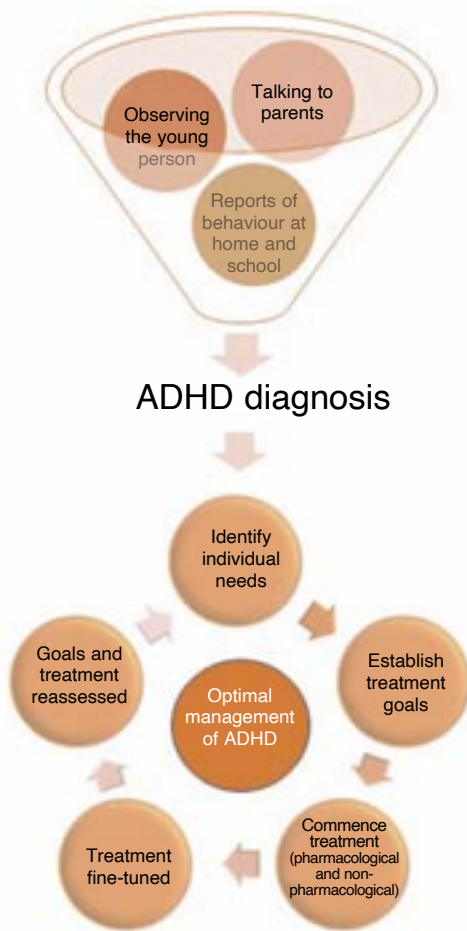 Talking to
parents
Observing
the young
person
Reports of
behaviour at
home and
school
ADHD diagnosis
Identify
individual
needs
Establish
treatment
goals
Commence
treatment
(pharmacological
and non-
pharmacological)
Treatment
fine-tuned
Goals and
treatment
reassessed
Optimal
management
of ADHD